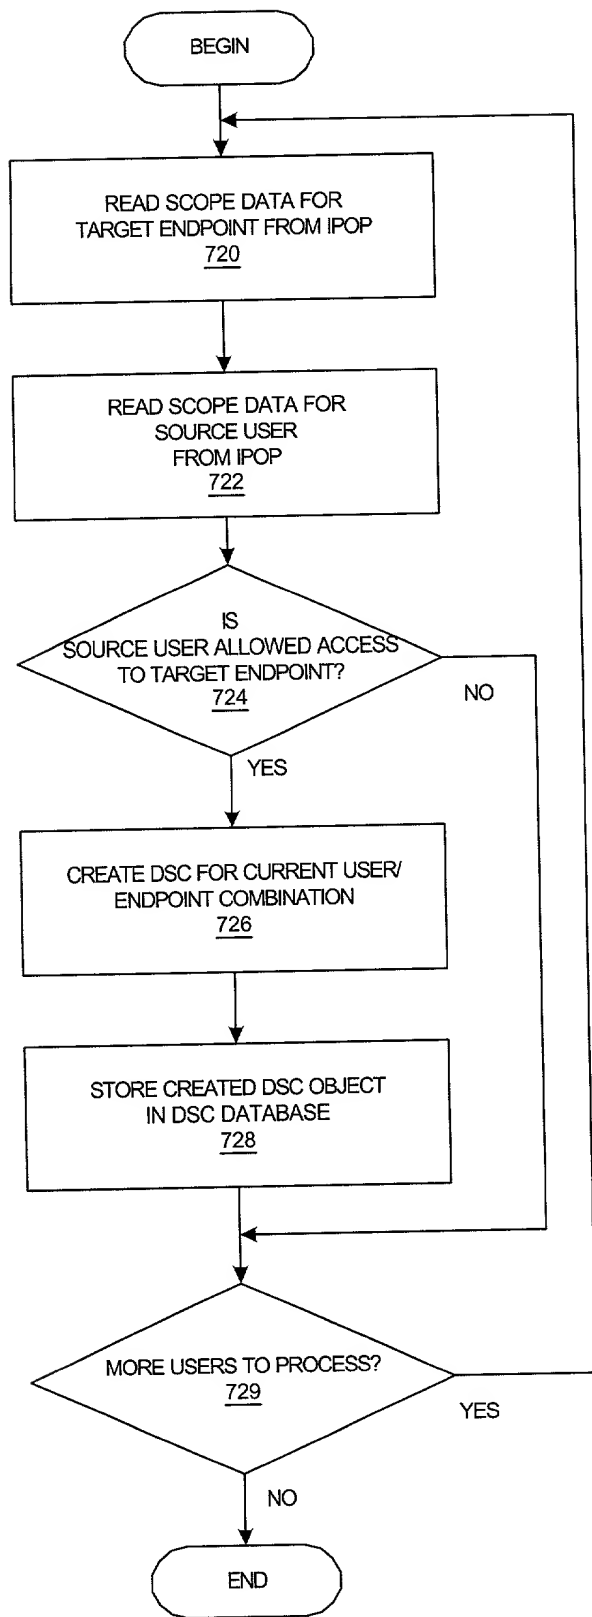 BEGIN
READ SCOPE DATA FOR
TARGET ENDPOINT FROM IPOP
720
READ SCOPE DATA FOR
SOURCE USER
FROM IPOP
722
IS
SOURCE USER ALLOWED ACCESS
TO TARGET ENDPOINT?
724
NO
YES
CREATE DSC FOR CURRENT USER/
ENDPOINT COMBINATION
726
STORE CREATED DSC OBJECT
IN DSC DATABASE
728
MORE USERS TO PROCESS?
729
YES
NO
END